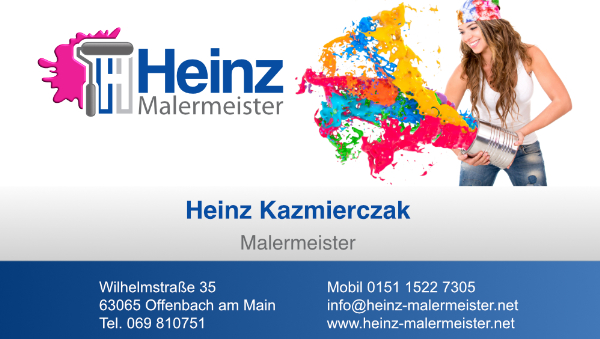 Heinz
Malermeister
Heinz Kazmierczak
Malermeister
Wilhelmstraße 35
63065 Offenbach am Main
Tel. 069 810751
Mobil 0151 1522 7305
info@heinz-malermeister.net
www.heinz-malermeister.net